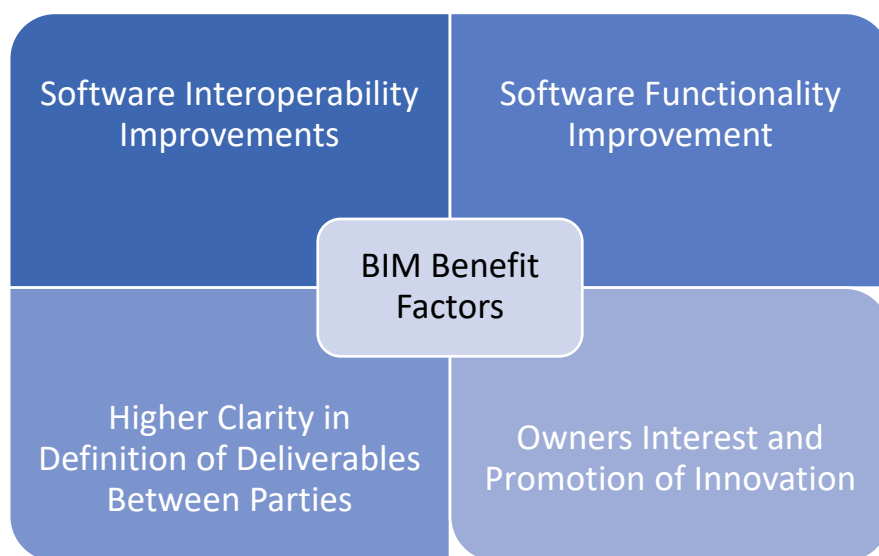 Software Interoperability
Improvements
Software Functionality
Improvement
BIM Benefit
Factors
Higher Clarity in
Definition of Deliverables
Between Parties
Owners Interest and
Promotion of Innovation